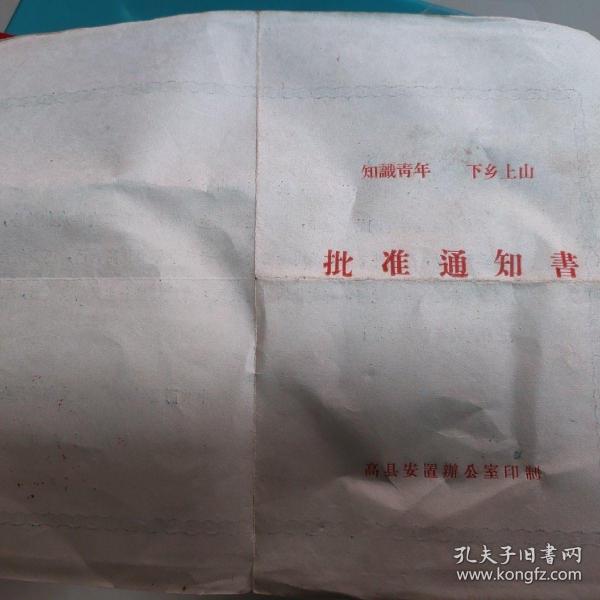 知識青年 下乡上山
批准通知書
高县安置辦公室印制
孔夫子旧書网
www.kongfz.com